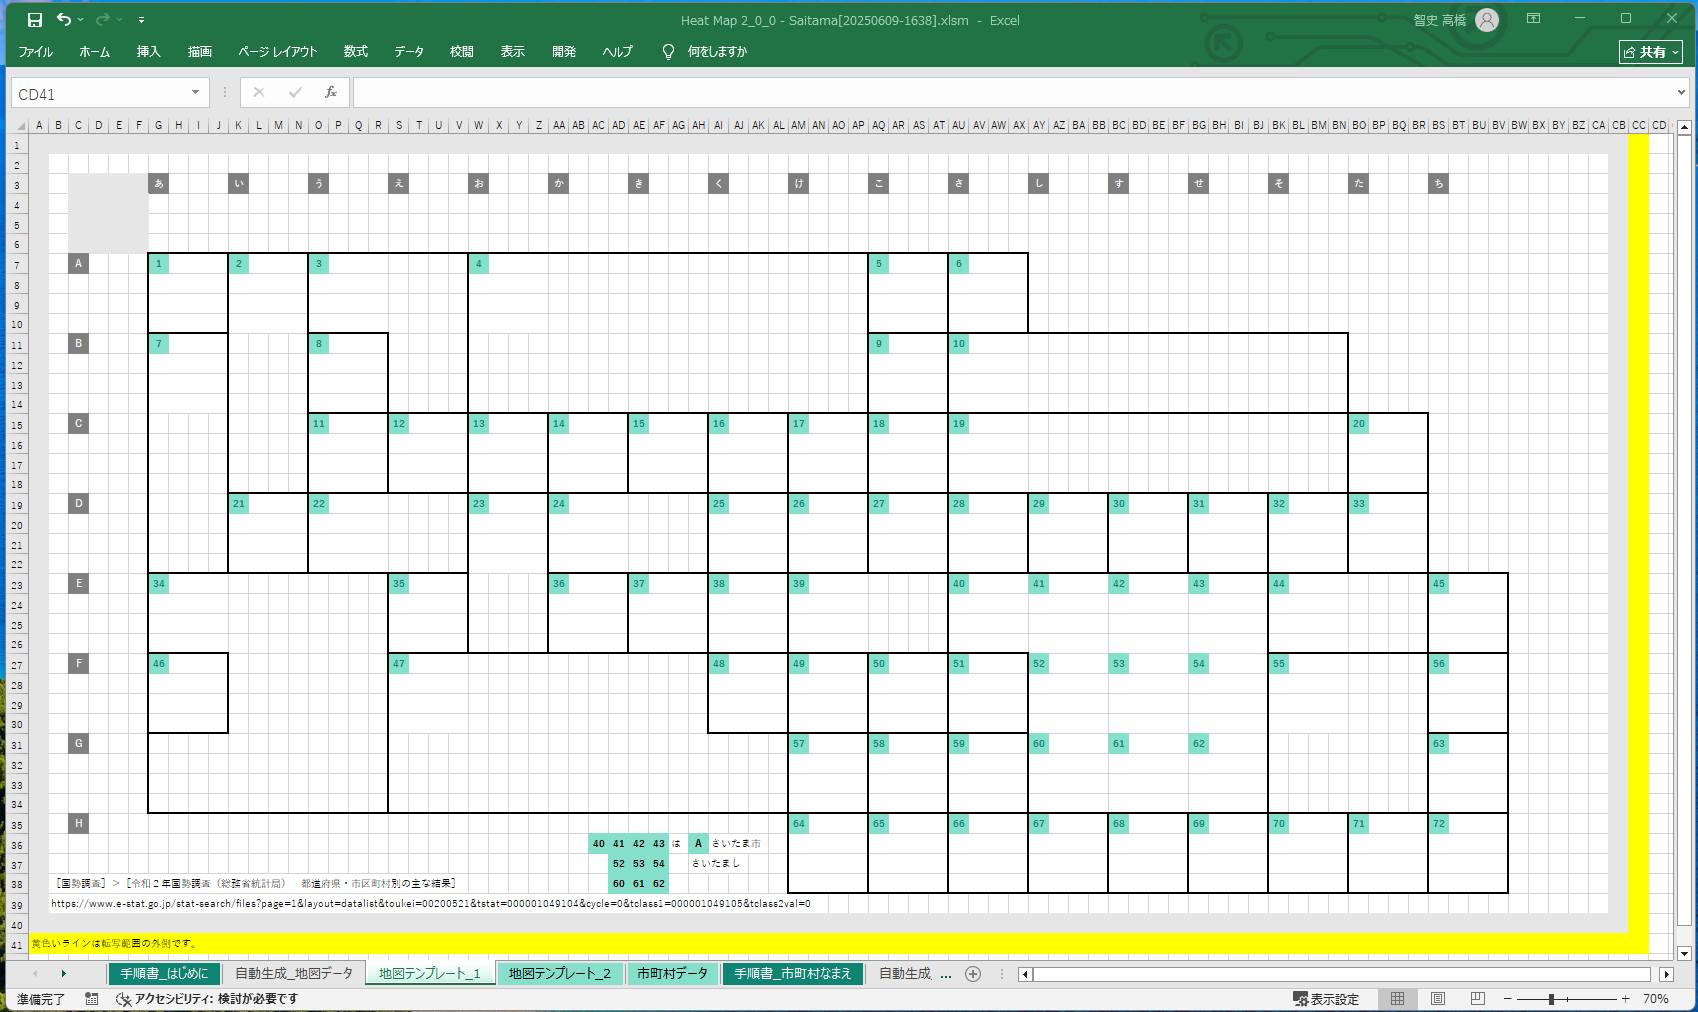 Heat Map 2_0_0 - Saitama[20250609-1638].xlsm - Excel
智史 高橋
ファイル ホーム 挿入 描画 ページ レイアウト 数式 データ 校閲 表示 開発 ヘルプ 何をしますか 共有
CD41 fx
A B C D E F G H I J K L M N O P Q R S T U V W X Y Z AA AB AC AD AE AF AG AH AI AJ AK AL AM AN AO AP AQ AR AS AT AU AV AW AX AY AZ BA BB BC BD BE BF BG BH BI BJ BK BL BM BN BO BP BQ BR BS BT BU BV BW BX BY BZ CA CB CC CD
1
2
3 あ い う え お か き く け こ さ し す せ そ た ち
4
5
6
7 A 1 2 3 4 5 6
8
9
10
11 B 7 8 9 10
12
13
14
15 C 11 12 13 14 15 16 17 18 19 20
16
17
18
19 D 21 22 23 24 25 26 27 28 29 30 31 32 33
20
21
22
23 E 34 35 36 37 38 39 40 41 42 43 44 45
24
25
26
27 F 46 47 48 49 50 51 52 53 54 55 56
28
29
30
31 G 57 58 59 60 61 62 63
32
33
34
35 H 64 65 66 67 68 69 70 71 72
36 40 41 42 43 は A さいたま市
37 52 53 54 さいたまし
38 ［国勢調査］＞［令和２年国勢調査（総務省統計局） 都道府県・市区町村別の主な結果］ 60 61 62
39 https://www.e-stat.go.jp/stat-search/files?page=1&layout=datalist&toukei=00200521&tstat=000001049104&cycle=0&tclass1=000001049105&tclass2val=0
40
41 黄色いラインは転写範囲の外側です。
手順書_はじめに 自動生成_地図データ 地図テンプレート_1 地図テンプレート_2 市町村データ 手順書_市町村なまえ 自動生成 ...
準備完了 アクセシビリティ: 検討が必要です 表示設定 70%